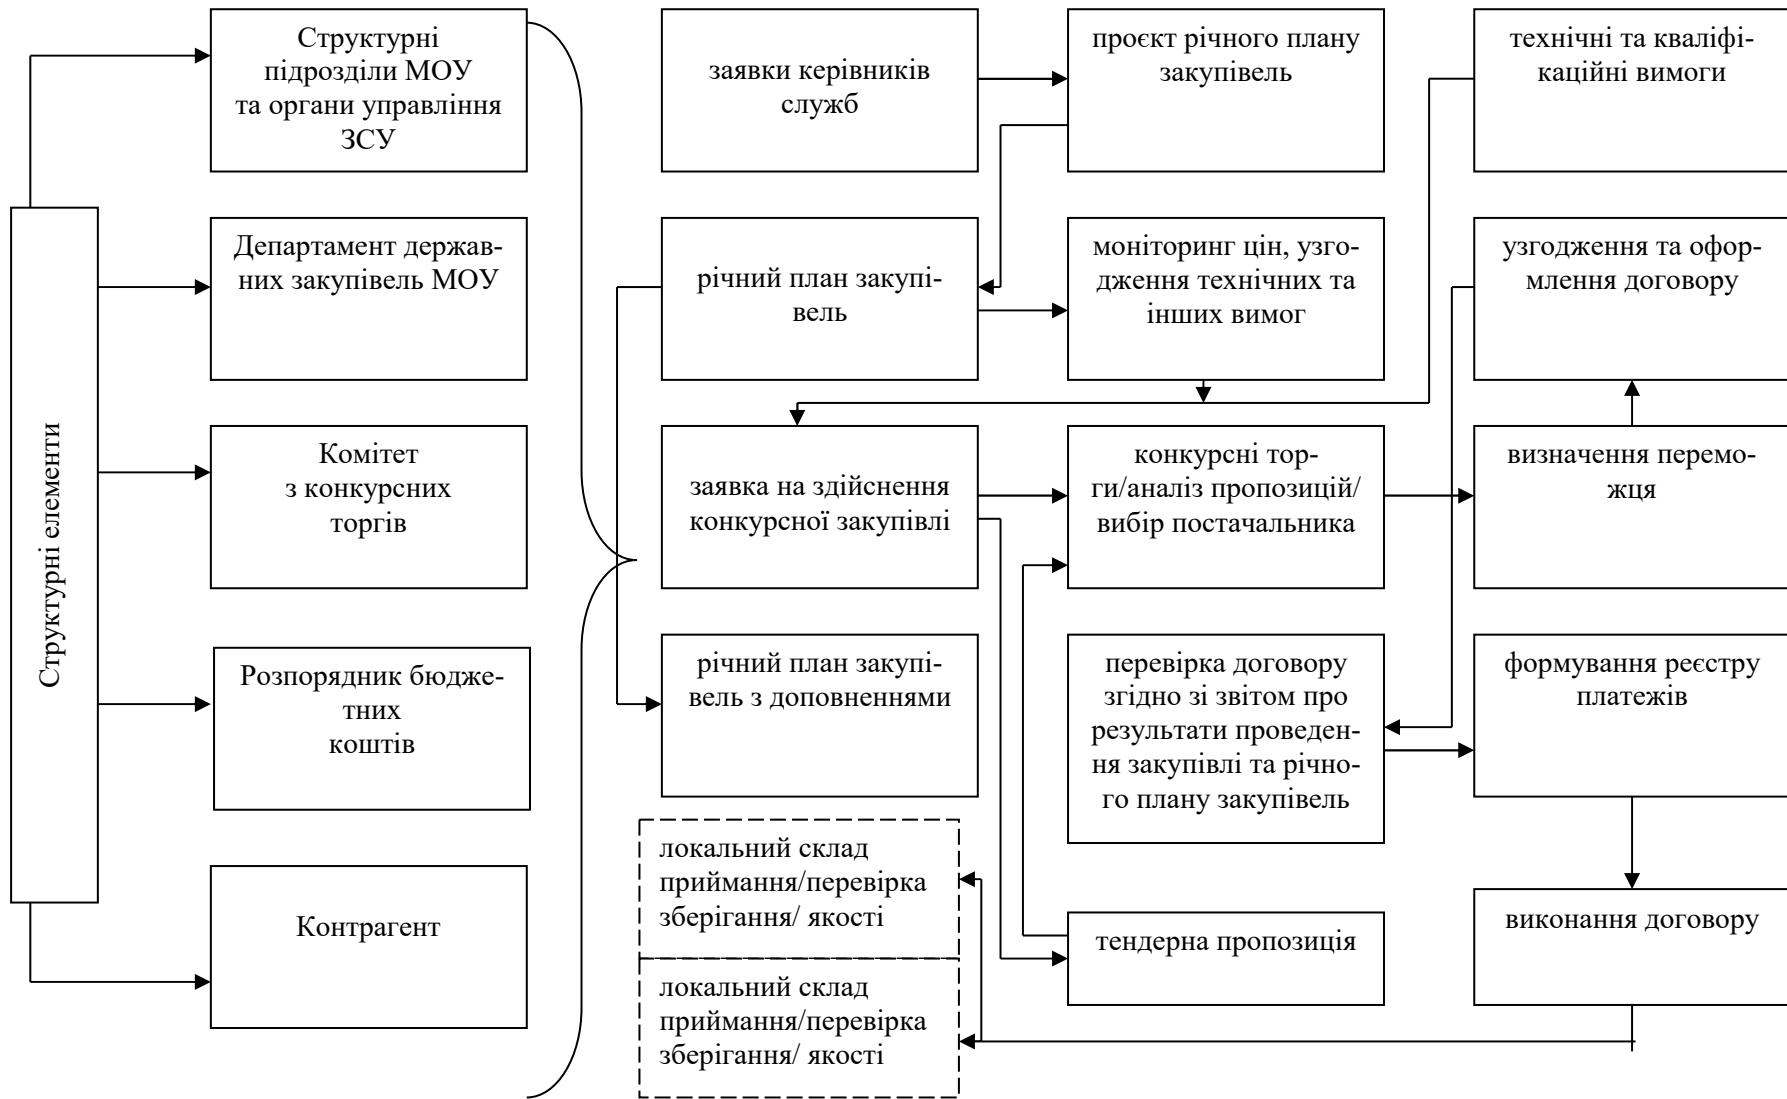 Структурні елементи
Структурні
підрозділи МОУ
та органи управління
ЗСУ
Департамент держав-
них закупівель МОУ
Комітет
з конкурсних
торгів
Розпорядник бюдже-
тних
коштів
Контрагент
заявки керівників
служб
проєкт річного плану
закупівель
технічні та кваліфі-
каційні вимоги
річний план закупі-
вель
моніторинг цін, узго-
дження технічних та
інших вимог
узгодження та офор-
млення договору
заявка на здійснення
конкурсної закупівлі
конкурсні тор-
ги/аналіз пропозицій/
вибір постачальника
визначення перемо-
жця
річний план закупі-
вель з доповненнями
перевірка договору
згідно зі звітом про
результати проведен-
ня закупівлі та річно-
го плану закупівель
формування реєстру
платежів
локальний склад
приймання/перевірка
зберігання/ якості
тендерна пропозиція
виконання договору
локальний склад
приймання/перевірка
зберігання/ якості